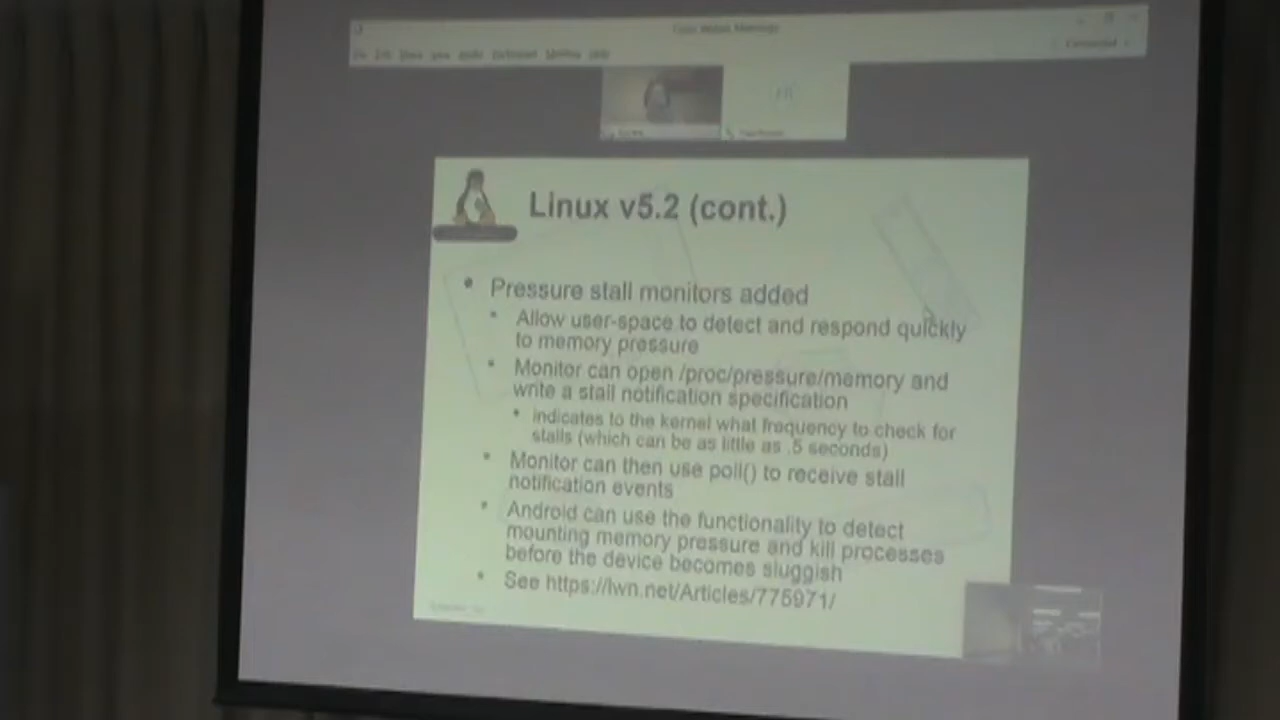 Linux v5.2 (cont.)
• Pressure stall monitors added
• Allow user-space to detect and respond quickly
to memory pressure
• Monitor can open /proc/pressure/memory and
write a stall notification specification
• indicates to the kernel what frequency to check for
stalls (which can be as little as .5 seconds)
• Monitor can then use poll() to receive stall
notification events
• Android can use the functionality to detect
mounting memory pressure and kill processes
before the device becomes sluggish
• See https://lwn.net/Articles/775971/